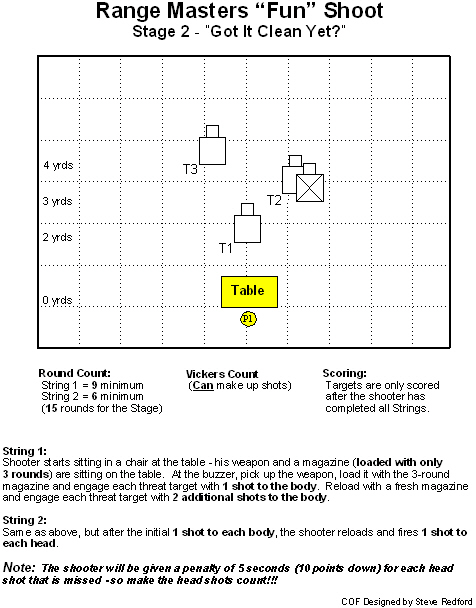 Range Masters “Fun” Shoot
Stage 2 - "Got It Clean Yet?"
4 yrds
T3
3 yrds
T2
2 yrds
T1
Table
0 yrds
P1
Round Count:
String 1 = 9 minimum
String 2 = 6 minimum
(15 rounds for the Stage)
Vickers Count
(Can make up shots)
Scoring:
Targets are only scored
after the shooter has
completed all Strings.
String 1:
Shooter starts sitting in a chair at the table - his weapon and a magazine (loaded with only
3 rounds) are sitting on the table. At the buzzer, pick up the weapon, load it with the 3-round
magazine and engage each threat target with 1 shot to the body. Reload with a fresh magazine
and engage each threat target with 2 additional shots to the body.
String 2:
Same as above, but after the initial 1 shot to each body, the shooter reloads and fires 1 shot to
each head.
Note: The shooter will be given a penalty of 5 seconds (10 points down) for each head
shot that is missed - so make the head shots count!!!
COF Designed by Steve Redford